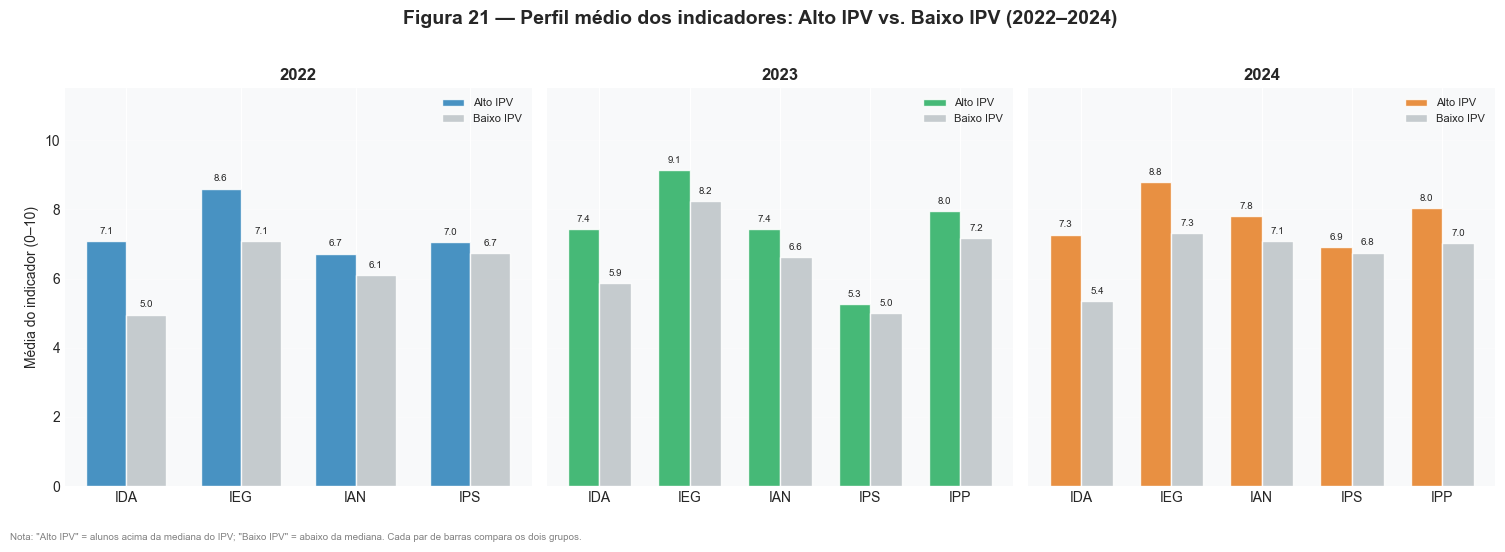 Figura 21 — Perfil médio dos indicadores: Alto IPV vs. Baixo IPV (2022–2024)
2022
Alto IPV
Baixo IPV
Média do indicador (0–10)
10
8
6
4
2
0
7.1
5.0
8.6
7.1
6.7
6.1
7.0
6.7
IDA
IEG
IAN
IPS
2023
Alto IPV
Baixo IPV
7.4
5.9
9.1
8.2
7.4
6.6
5.3
5.0
8.0
7.2
IDA
IEG
IAN
IPS
IPP
2024
Alto IPV
Baixo IPV
7.3
5.4
8.8
7.3
7.8
7.1
6.9
6.8
8.0
7.0
IDA
IEG
IAN
IPS
IPP
Nota: "Alto IPV" = alunos acima da mediana do IPV; "Baixo IPV" = abaixo da mediana. Cada par de barras compara os dois grupos.